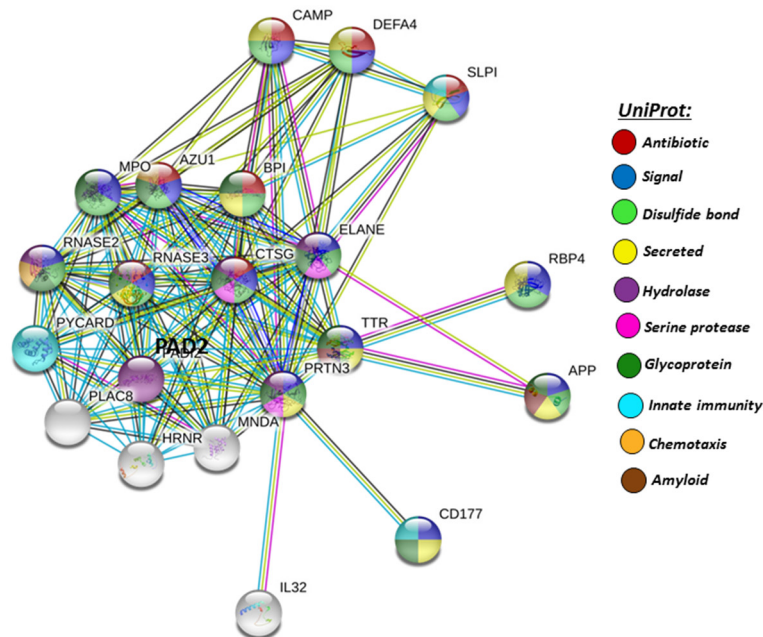 CAMP
DEFA4
SLPI
UniProt:
Antibiotic
Signal
Disulfide bond
Secreted
Hydrolase
Serine protease
Glycoprotein
Innate immunity
Chemotaxis
Amyloid
MPO
AZU1
BPI
ELANE
RNASE2
RNASE3
CTSG
RBP4
PYCARD
PAD2
TTR
PRTN3
APP
PLAC8
MNDA
HRNR
CD177
IL32